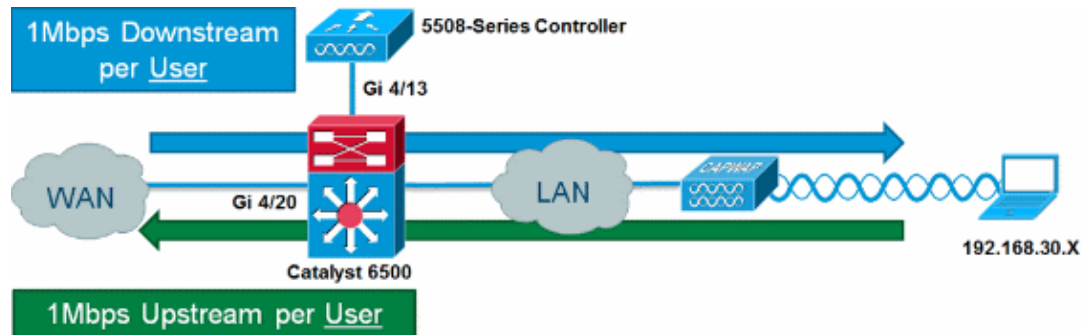 1Mbps Downstream
per User
5508-Series Controller
Gi 4/13
WAN
Gi 4/20
LAN
CAPWAP
192.168.30.X
Catalyst 6500
1Mbps Upstream per User